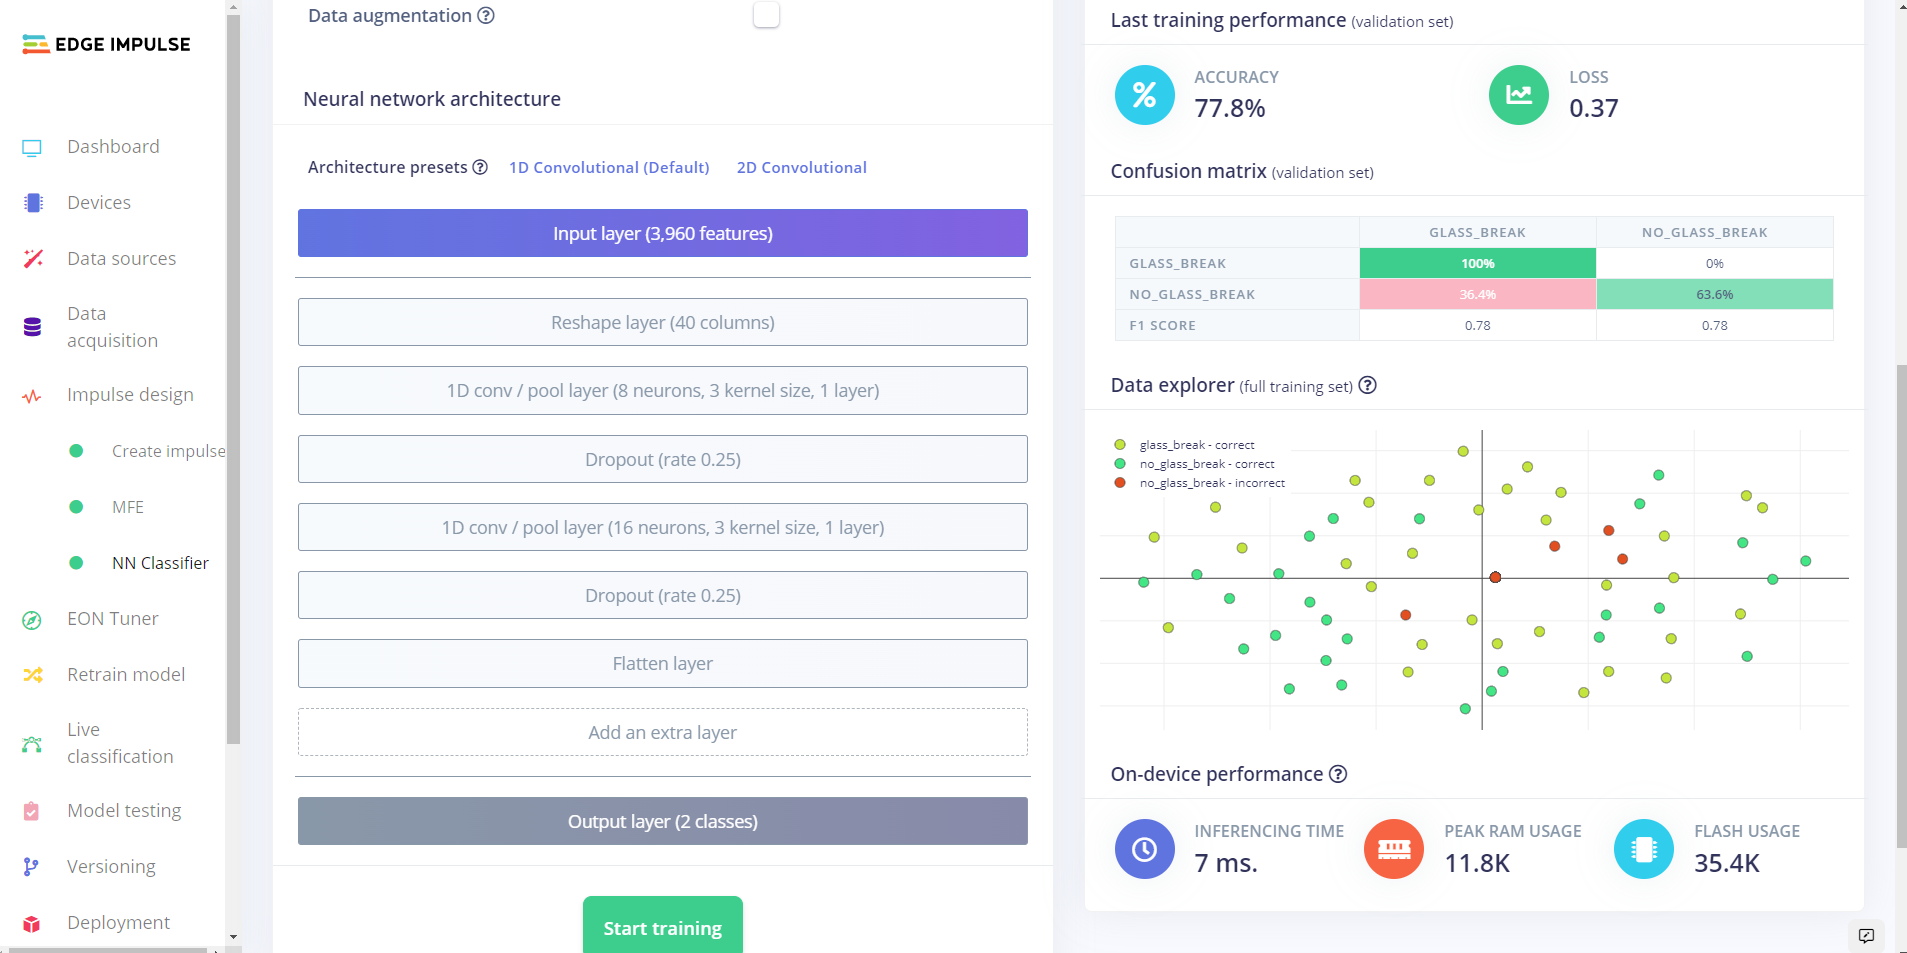 EDGE IMPULSE
Dashboard
Devices
Data sources
Data
acquisition
Impulse design
Create impulse
MFE
NN Classifier
EON Tuner
Retrain model
Live
classification
Model testing
Versioning
Deployment
Data augmentation
Neural network architecture
Architecture presets 1D Convolutional (Default) 2D Convolutional
Input layer (3,960 features)
Reshape layer (40 columns)
1D conv / pool layer (8 neurons, 3 kernel size, 1 layer)
Dropout (rate 0.25)
1D conv / pool layer (16 neurons, 3 kernel size, 1 layer)
Dropout (rate 0.25)
Flatten layer
Add an extra layer
Output layer (2 classes)
Start training
Last training performance (validation set)
ACCURACY
77.8%
LOSS
0.37
Confusion matrix (validation set)
GLASS_BREAK NO_GLASS_BREAK
GLASS_BREAK 100% 0%
NO_GLASS_BREAK 36.4% 63.6%
F1 SCORE 0.78 0.78
Data explorer (full training set)
glass_break - correct
no_glass_break - correct
no_glass_break - incorrect
On-device performance
INFERENCING TIME
7 ms.
PEAK RAM USAGE
11.8K
FLASH USAGE
35.4K